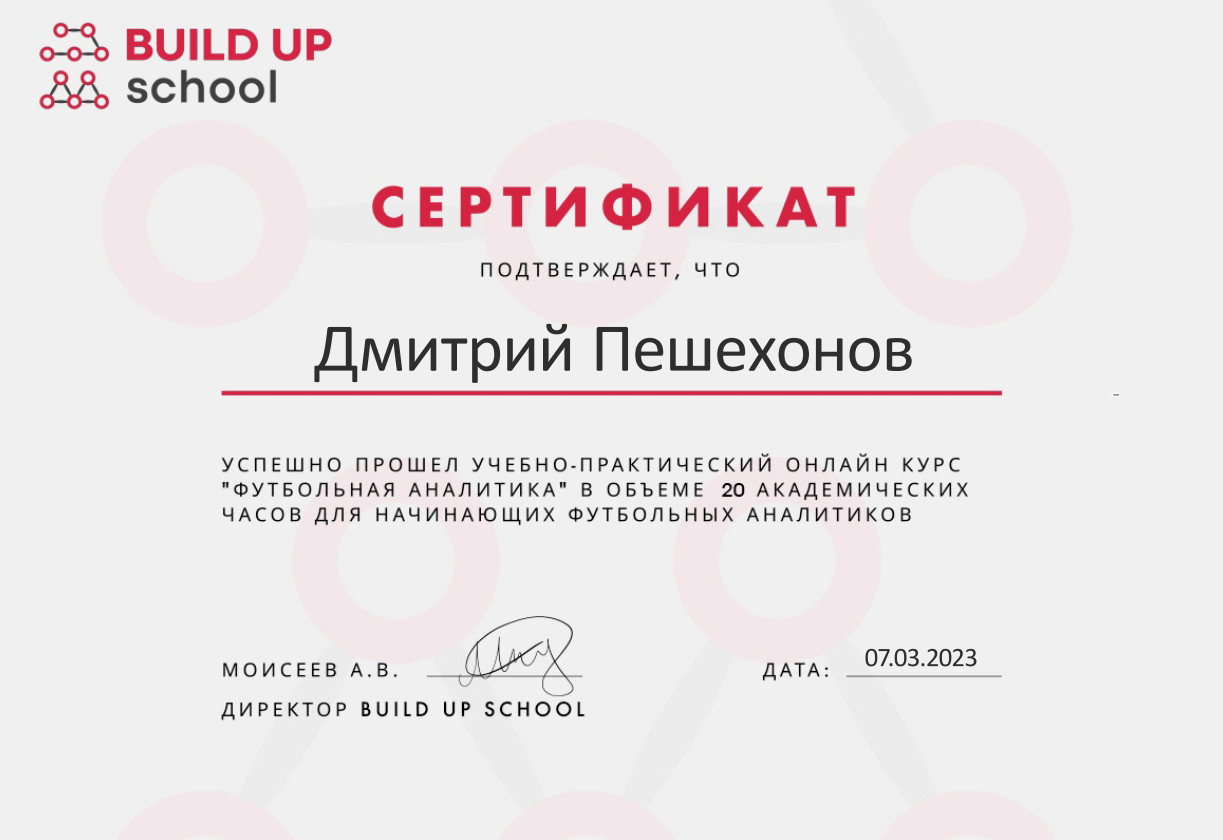 BUILD UP
school
СЕРТИФИКАТ
ПОДТВЕРЖДАЕТ, ЧТО
Дмитрий Пешехонов
УСПЕШНО ПРОШЕЛ УЧЕБНО-ПРАКТИЧЕСКИЙ ОНЛАЙН КУРС
"ФУТБОЛЬНАЯ АНАЛИТИКА" В ОБЪЕМЕ 20 АКАДЕМИЧЕСКИХ
ЧАСОВ ДЛЯ НАЧИНАЮЩИХ ФУТБОЛЬНЫХ АНАЛИТИКОВ
МОИСЕЕВ А.В.
ДАТА: 07.03.2023
ДИРЕКТОР BUILD UP SCHOOL